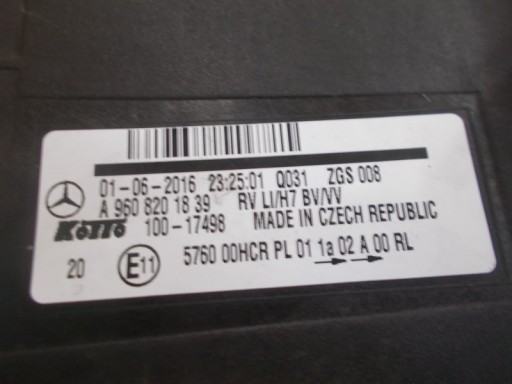 01-06-2016 23:25:01 Q031 ZGS 008
A 960 820 18 39 RV LI/H7 BV/VV
KOTTO 100-17498 MADE IN CZECH REPUBLIC
20 E11 5760 00HCR PL 01 1a 02 A 00 RL